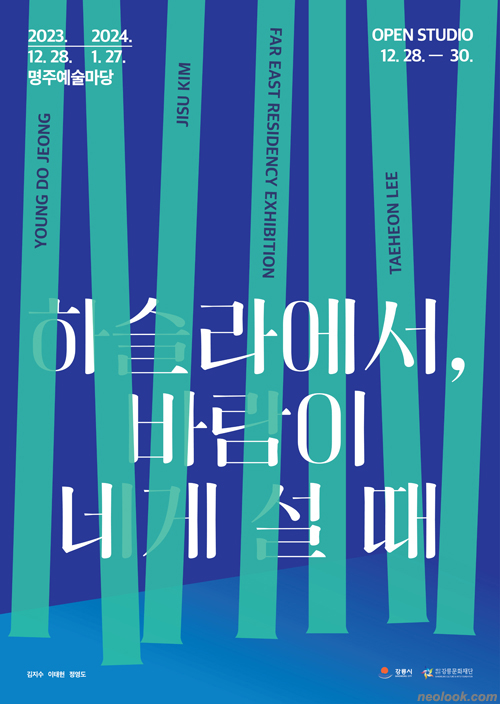 2023. 2024.
12. 28. 1. 27.
명주예술마당
OPEN STUDIO
12. 28. — 30.
YOUNG DO JEONG
JISU KIM
FAR EAST RESIDENCY EXHIBITION
TAEHEON LEE
하슬라에서,
바람이
네게 설 때
김지수 이태헌 정영도
강릉시
강릉문화재단
neolook.com